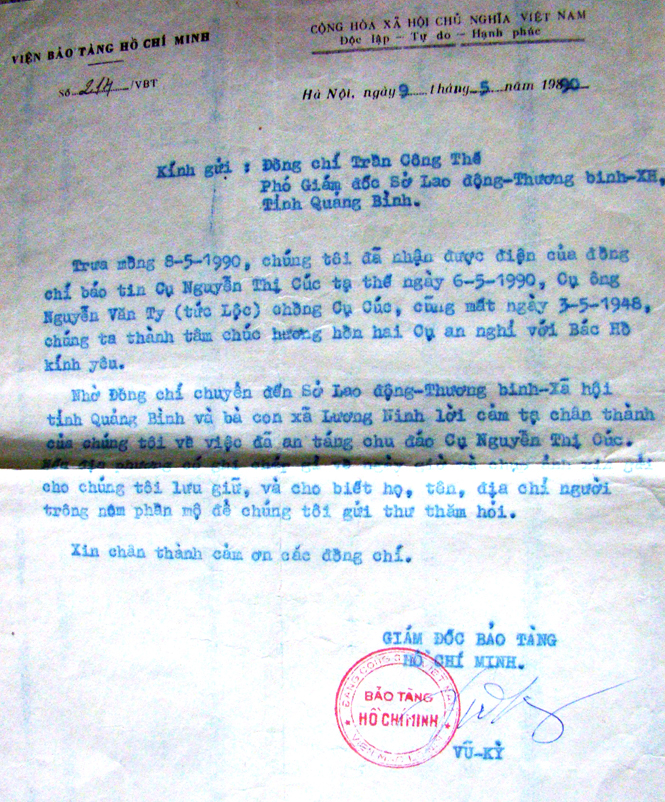 VIỆN BẢO TÀNG HỒ CHÍ MINH
Số 214/VBT
CỘNG HÒA XÃ HỘI CHỦ NGHĨA VIỆT NAM
Độc lập - Tự do - Hạnh phúc
Hà Nội, ngày 9 tháng 5 năm 1990
Kính gửi : Đồng chí Trần Công Thế
Phó Giám đốc Sở Lao động-Thương binh-XH,
Tỉnh Quảng Bình.
Trưa mồng 8-5-1990, chúng tôi đã nhận được điện của đồng
chí báo tin Cụ Nguyễn Thị Cúc tạ thế ngày 6-5-1990, Cụ ông
Nguyễn Văn Ty (tức Lộc) chồng Cụ Cúc, cũng mất ngày 3-5-1948,
chúng ta thành tâm chúc hương hồn hai Cụ an nghỉ với Bác Hồ
kính yêu.
Nhờ Đồng chí chuyển đến Sở Lao động-Thương binh-Xã hội
tỉnh Quảng Bình và bà con xã Lương Ninh lời cảm tạ chân thành
của chúng tôi về việc đã an táng chu đáo Cụ Nguyễn Thị Cúc.
Nếu địa phương có ghi chép gì về
cho chúng tôi lưu giữ, và cho biết họ, tên, địa chỉ người
trông nom phần mộ để chúng tôi gửi thư thăm hỏi.
Xin chân thành cảm ơn các đồng chí.
GIÁM ĐỐC BẢO TÀNG
HỒ CHÍ MINH.
BẢO TÀNG
HỒ CHÍ MINH
VŨ-KỲ